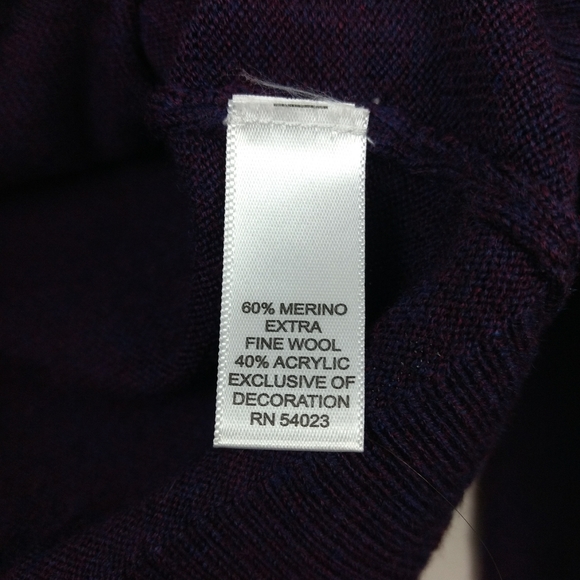 60% MERINO
EXTRA
FINE WOOL
40% ACRYLIC
EXCLUSIVE OF
DECORATION
RN 54023